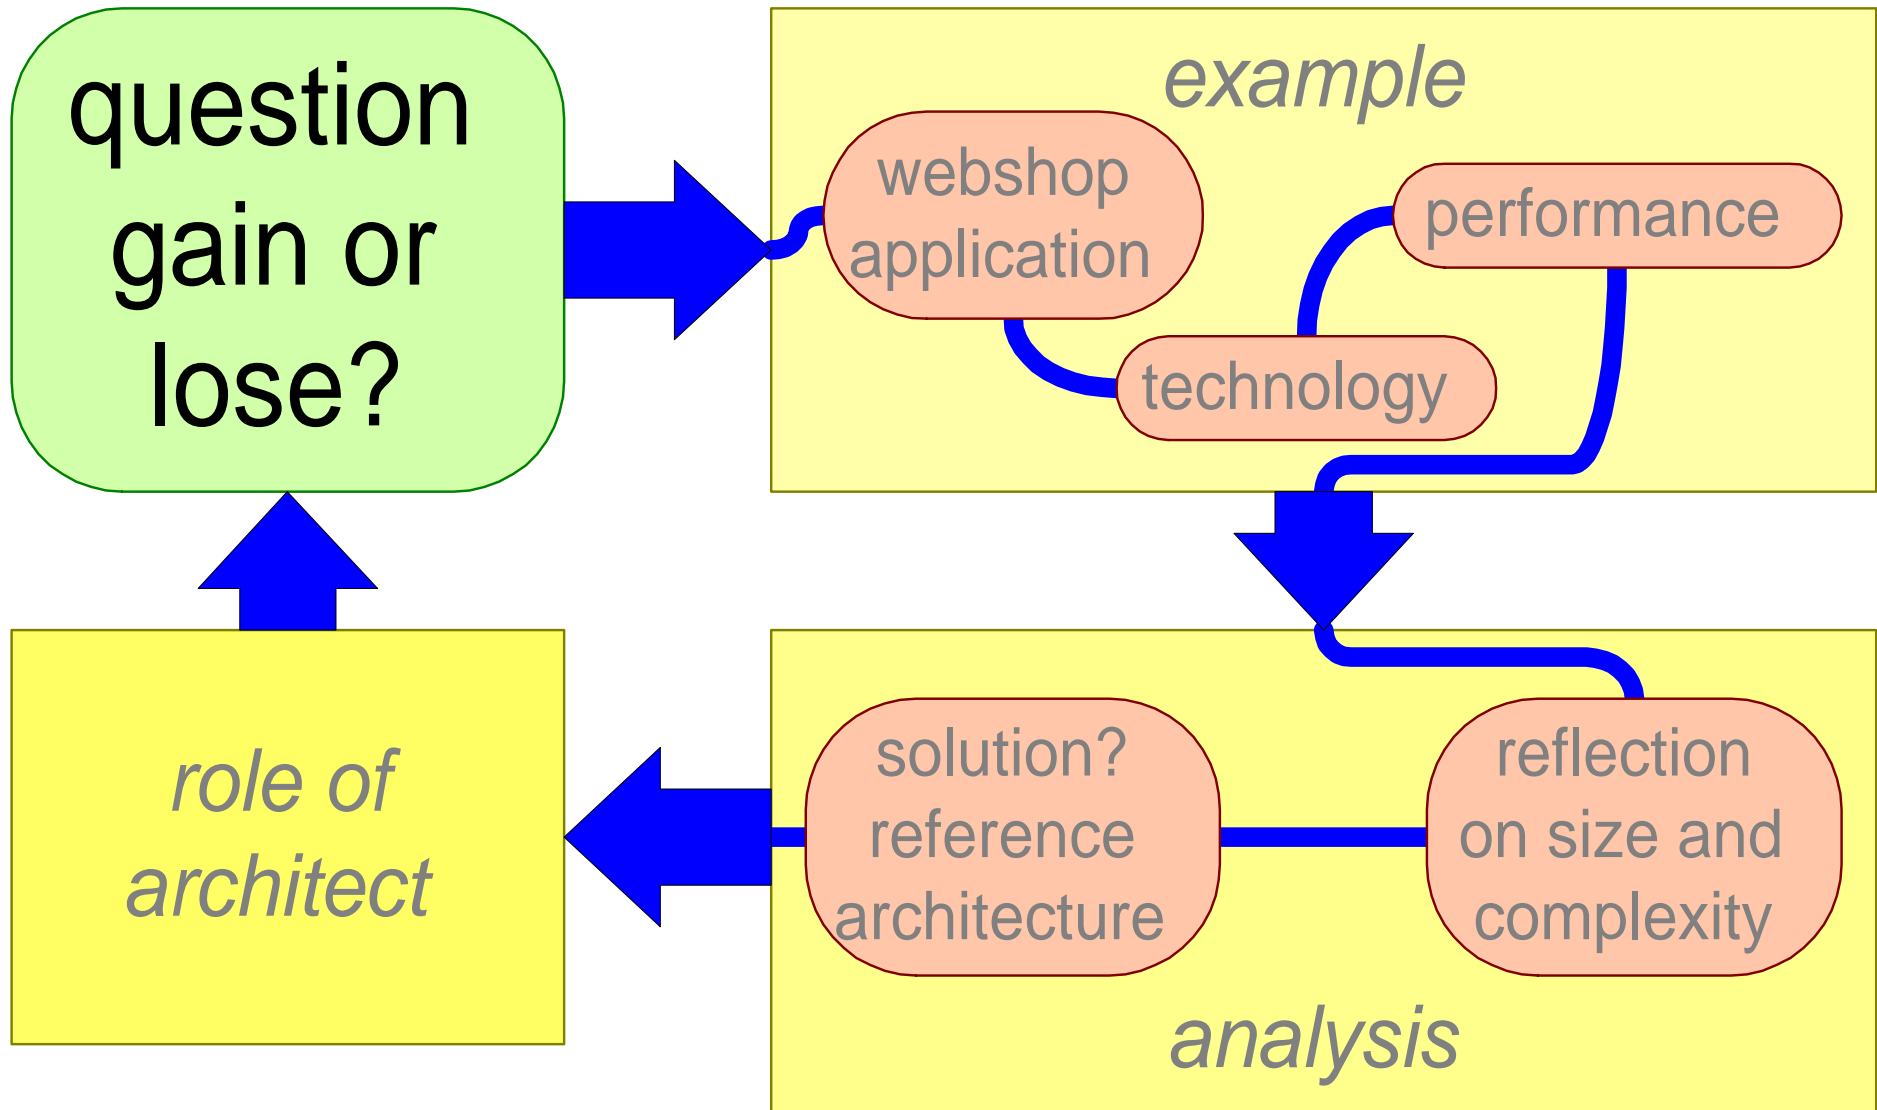 question
gain or
lose?
example
webshop
application
performance
technology
role of
architect
solution?
reference
architecture
reflection
on size and
complexity
analysis